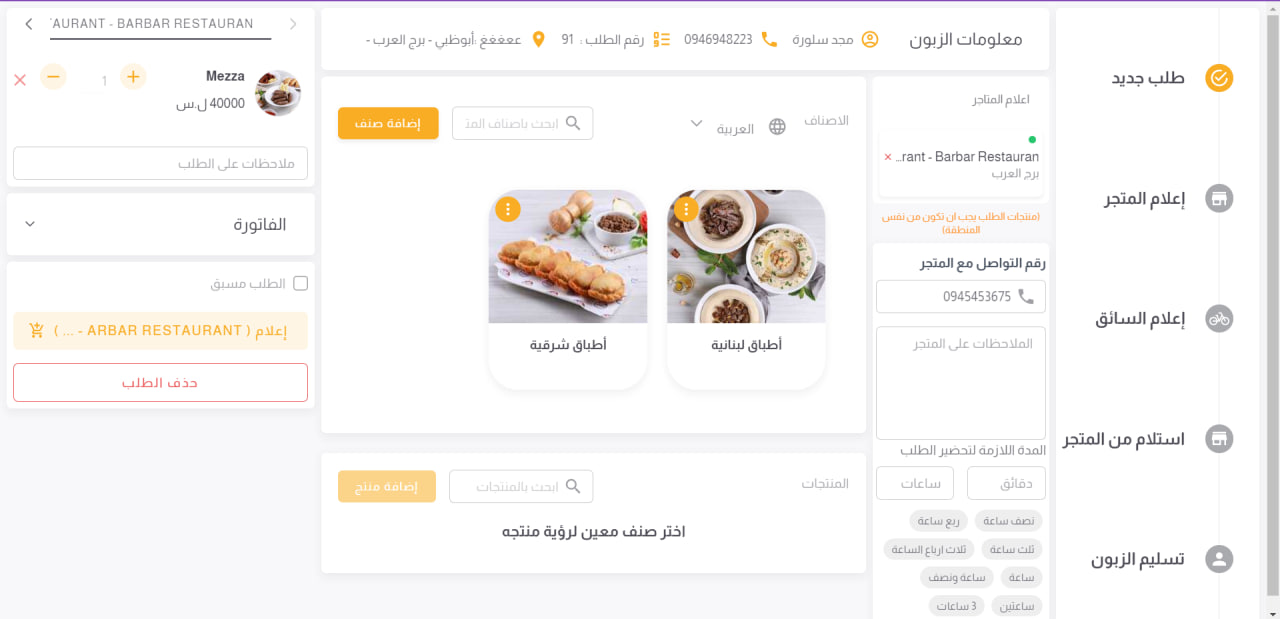 طلب جديد
إعلام المتجر
إعلام السائق
استلام من المتجر
تسليم الزبون
معلومات الزبون
مجد سلورة
0946948223
رقم الطلب : 91
عععغغغ :أبوظبي - برج العرب -
اعلام المتاجر
...rant - Barbar Restauran
برج العرب
(منتجات الطلب يجب ان تكون من نفس
المنطقة)
رقم التواصل مع المتجر
0945453675
الملاحظات على المتجر
المدة اللازمة لتحضير الطلب
دقائق
ساعات
نصف ساعة
ربع ساعة
ثلث ساعة
ثلاث ارباع الساعة
ساعة
ساعة ونصف
ساعتين
3 ساعات
الاصناف
العربية
ابحث باصناف المت
إضافة صنف
أطباق لبنانية
أطباق شرقية
المنتجات
ابحث بالمنتجات
إضافة منتج
اختر صنف معين لرؤية منتجه
AURANT - BARBAR RESTAURAN
Mezza
40000 ل.س
1
ملاحظات على الطلب
الفاتورة
الطلب مسبق
إعلام ( ARBAR RESTAURANT - ... )
حذف الطلب